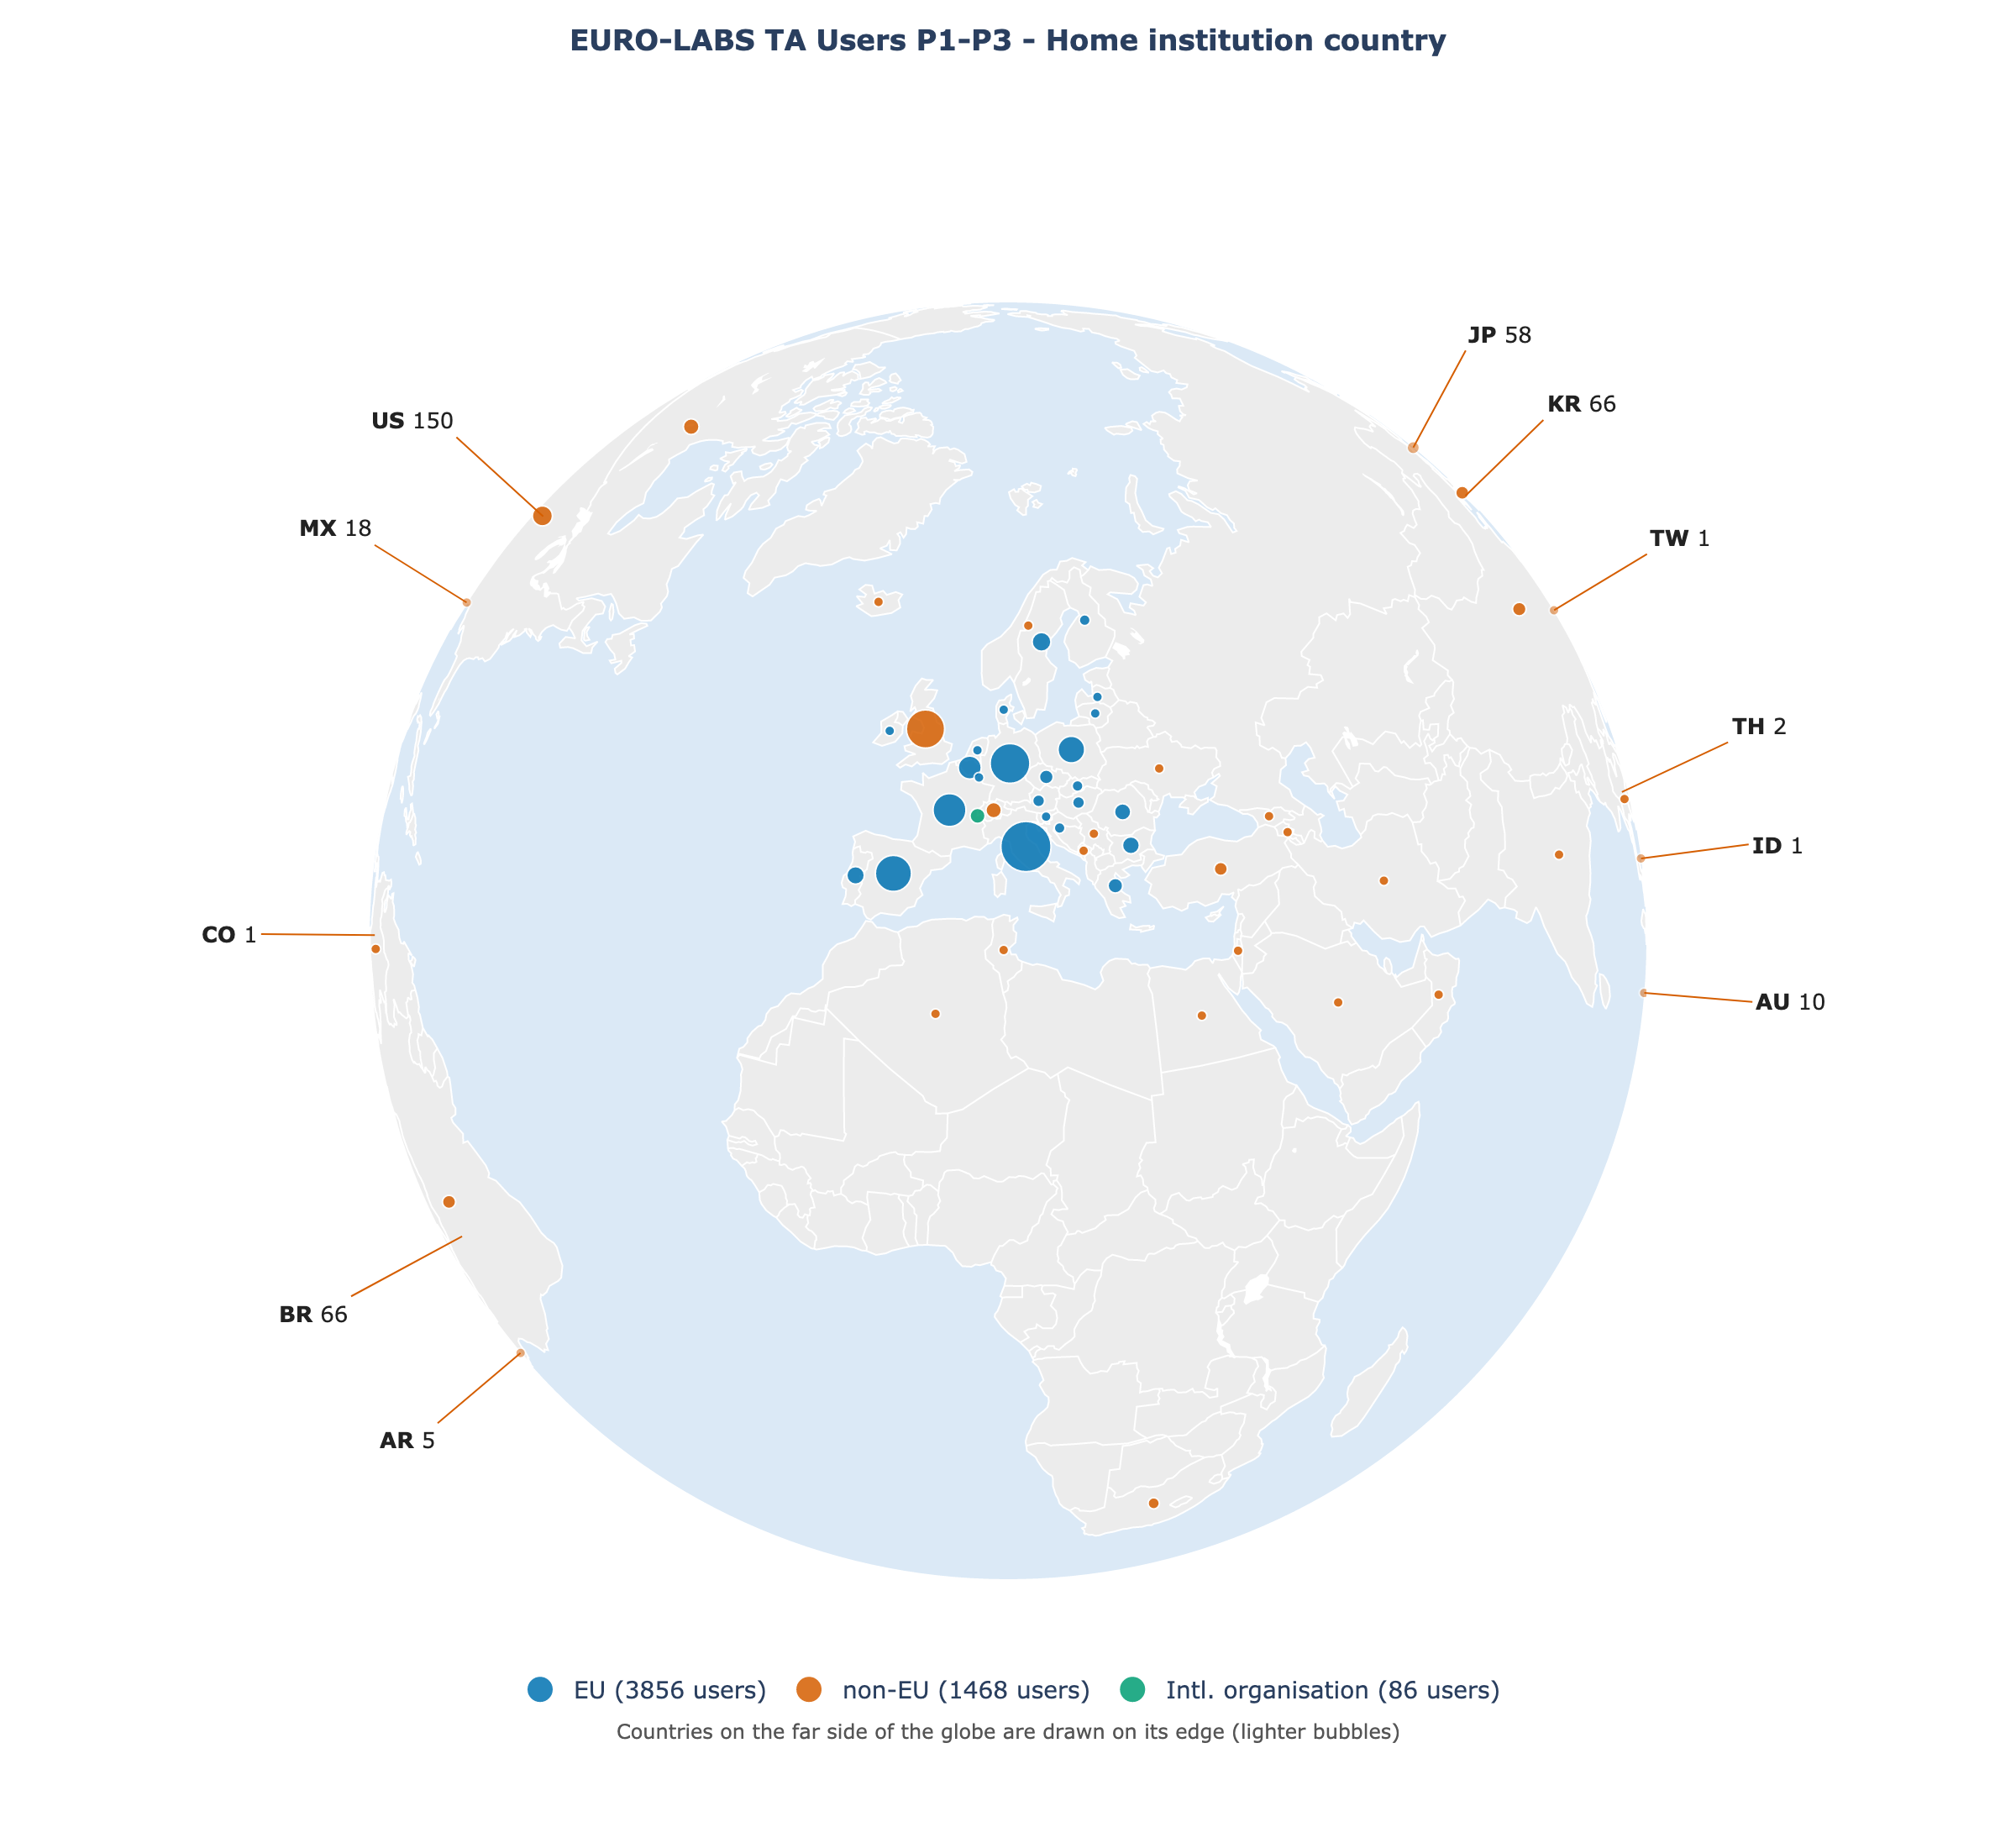 EURO-LABS TA Users P1-P3 - Home institution country
JP 58
KR 66
US 150
MX 18
TW 1
TH 2
ID 1
CO 1
AU 10
BR 66
AR 5
EU (3856 users)
non-EU (1468 users)
Intl. organisation (86 users)
Countries on the far side of the globe are drawn on its edge (lighter bubbles)